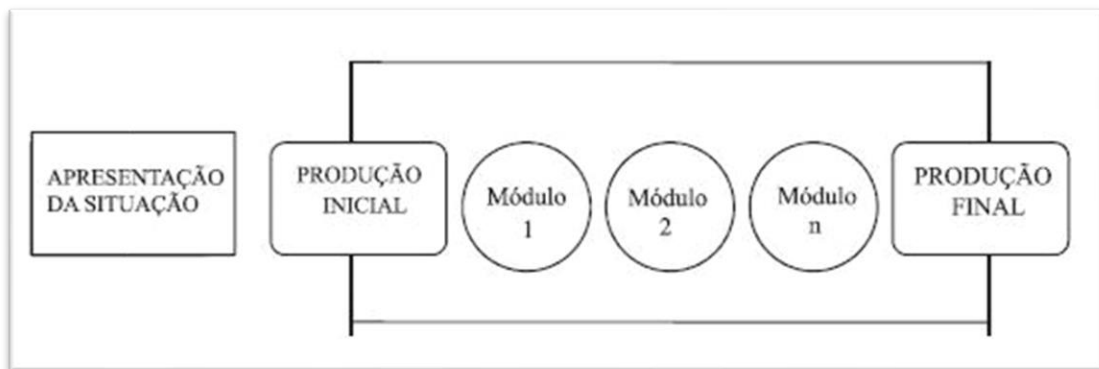 APRESENTAÇÃO
DA SITUAÇÃO
PRODUÇÃO
INICIAL
Módulo
1
Módulo
2
Módulo
n
PRODUÇÃO
FINAL